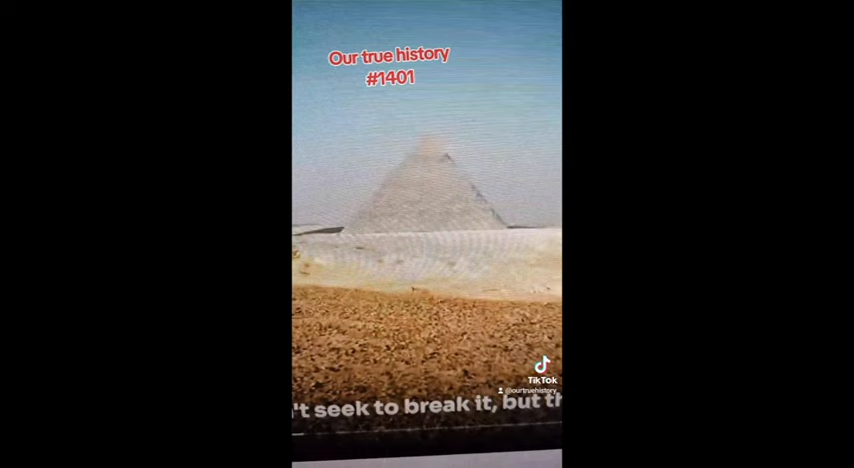 Our true history
#1401
TikTok
@ourtruehistory
't seek to break it, but th